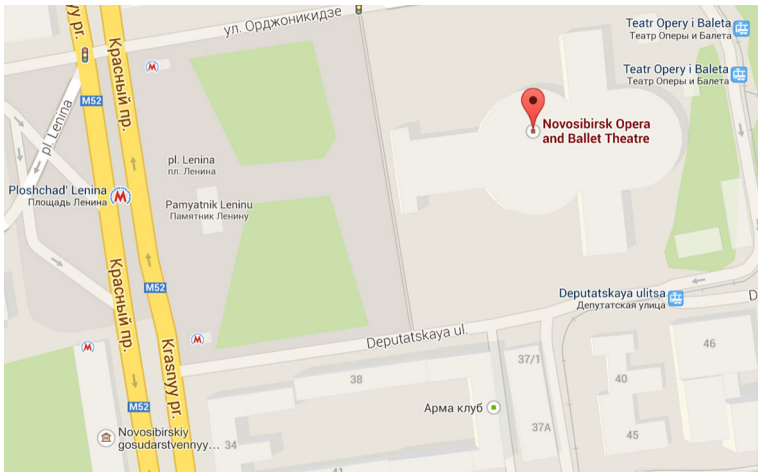 Teatr Opery i Baleta
Театр Оперы и Балета
ул. Орджоникидзе
Красный пр.
M
Teatr Opery i Baleta
Театр Оперы и Балета
M52
pl. Lenina
Novosibirsk Opera
and Ballet Theatre
pl. Lenina
пл. Ленина
Ploshchad' Lenina
Площадь Ленина
M
Pamyatnik Leninu
Памятник Ленину
Красный пр.
M52
Deputatskaya ulitsa
Депутатская улица
D
Deputatskaya ul.
M
M
Krasnyy pr.
37/1
46
38
40
M52
Арма клуб
37A
45
Novosibirskiy
gosudarstvennyy...
34